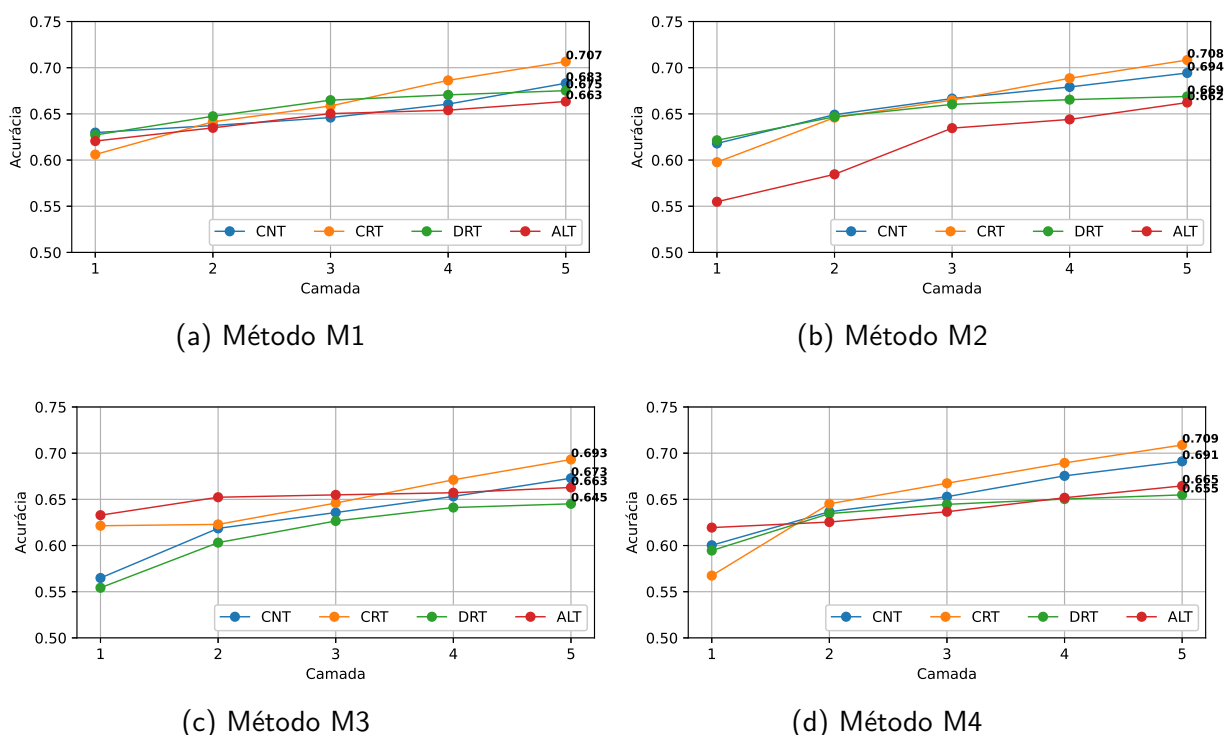 0.75
0.70
0.65
0.60
0.55
0.50
Acurácia
0.707
0.683
0.675
0.663
CNT CRT DRT ALT
1 2 3 4 5
Camada
(a) Método M1
0.75
0.70
0.65
0.60
0.55
0.50
Acurácia
0.708
0.694
0.669
0.662
CNT CRT DRT ALT
1 2 3 4 5
Camada
(b) Método M2
0.75
0.70
0.65
0.60
0.55
0.50
Acurácia
0.693
0.673
0.663
0.645
CNT CRT DRT ALT
1 2 3 4 5
Camada
(c) Método M3
0.75
0.70
0.65
0.60
0.55
0.50
Acurácia
0.709
0.691
0.665
0.655
CNT CRT DRT ALT
1 2 3 4 5
Camada
(d) Método M4